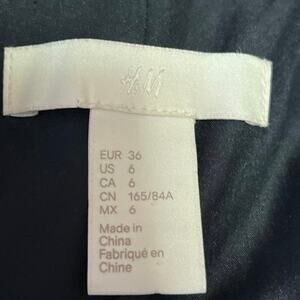 H&M
EUR 36
US 6
CA 6
CN 165/84A
MX 6
Made in
China
Fabriqué en
Chine